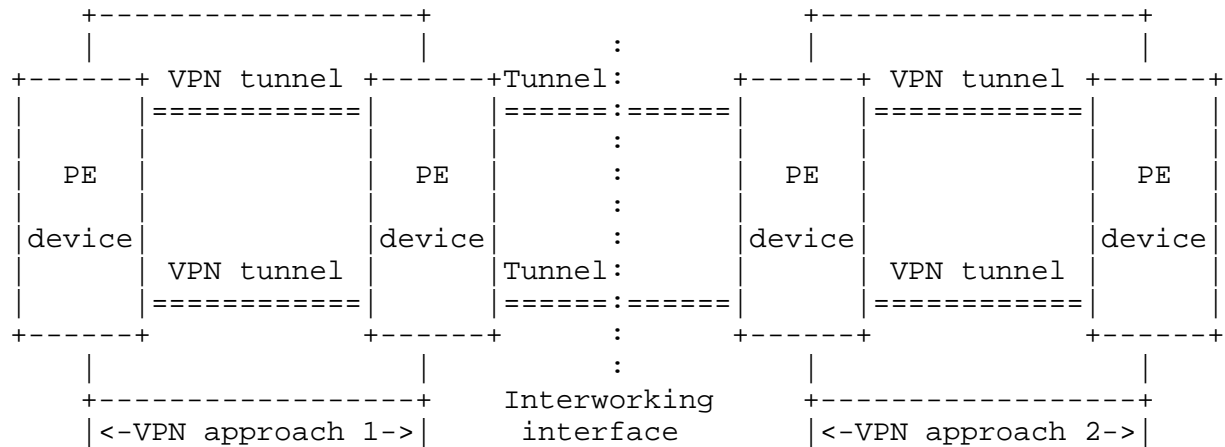 VPN tunnel Tunnel VPN tunnel
PE PE PE PE
device device device device
VPN tunnel Tunnel VPN tunnel
Interworking
<-VPN approach 1-> interface <-VPN approach 2->